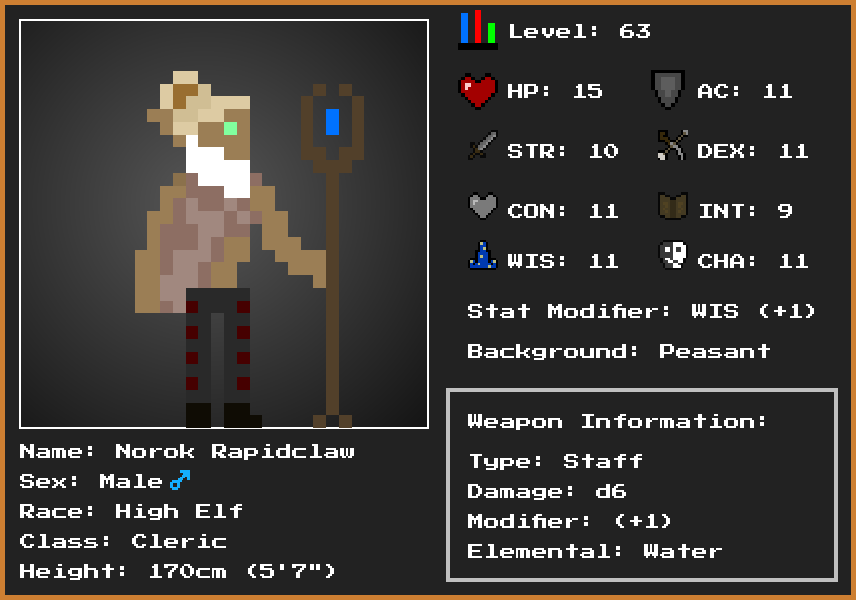 Level: 63
HP: 15
AC: 11
STR: 10
DEX: 11
CON: 11
INT: 9
WIS: 11
CHA: 11
Stat Modifier: WIS (+1)
Background: Peasant
Weapon Information:
Type: Staff
Damage: d6
Modifier: (+1)
Elemental: Water
Name: Norok Rapidclaw
Sex: Male ♂
Race: High Elf
Class: Cleric
Height: 170cm (5'7")